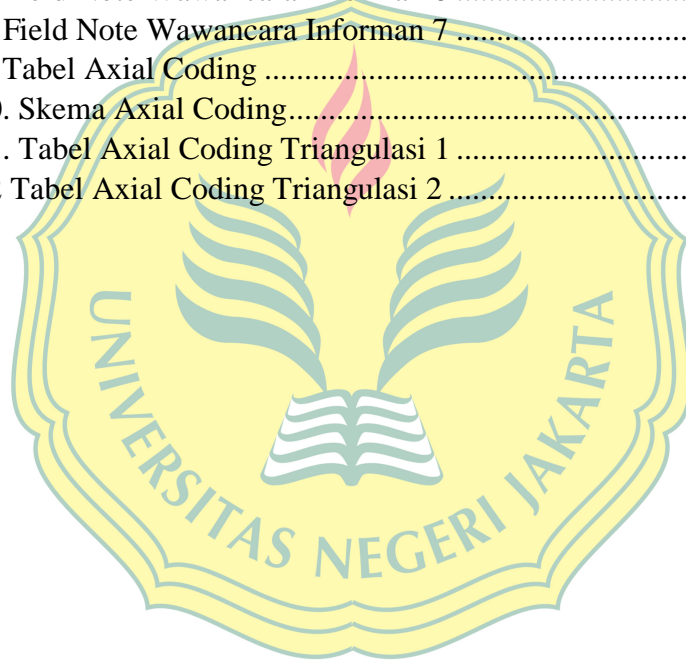 Field Note Wawancara Informan 7 ................................
Tabel Axial Coding ................................
. Skema Axial Coding................................
. Tabel Axial Coding Triangulasi 1 ................................
Tabel Axial Coding Triangulasi 2 ................................
UNIVERSITAS NEGERI JAKARTA